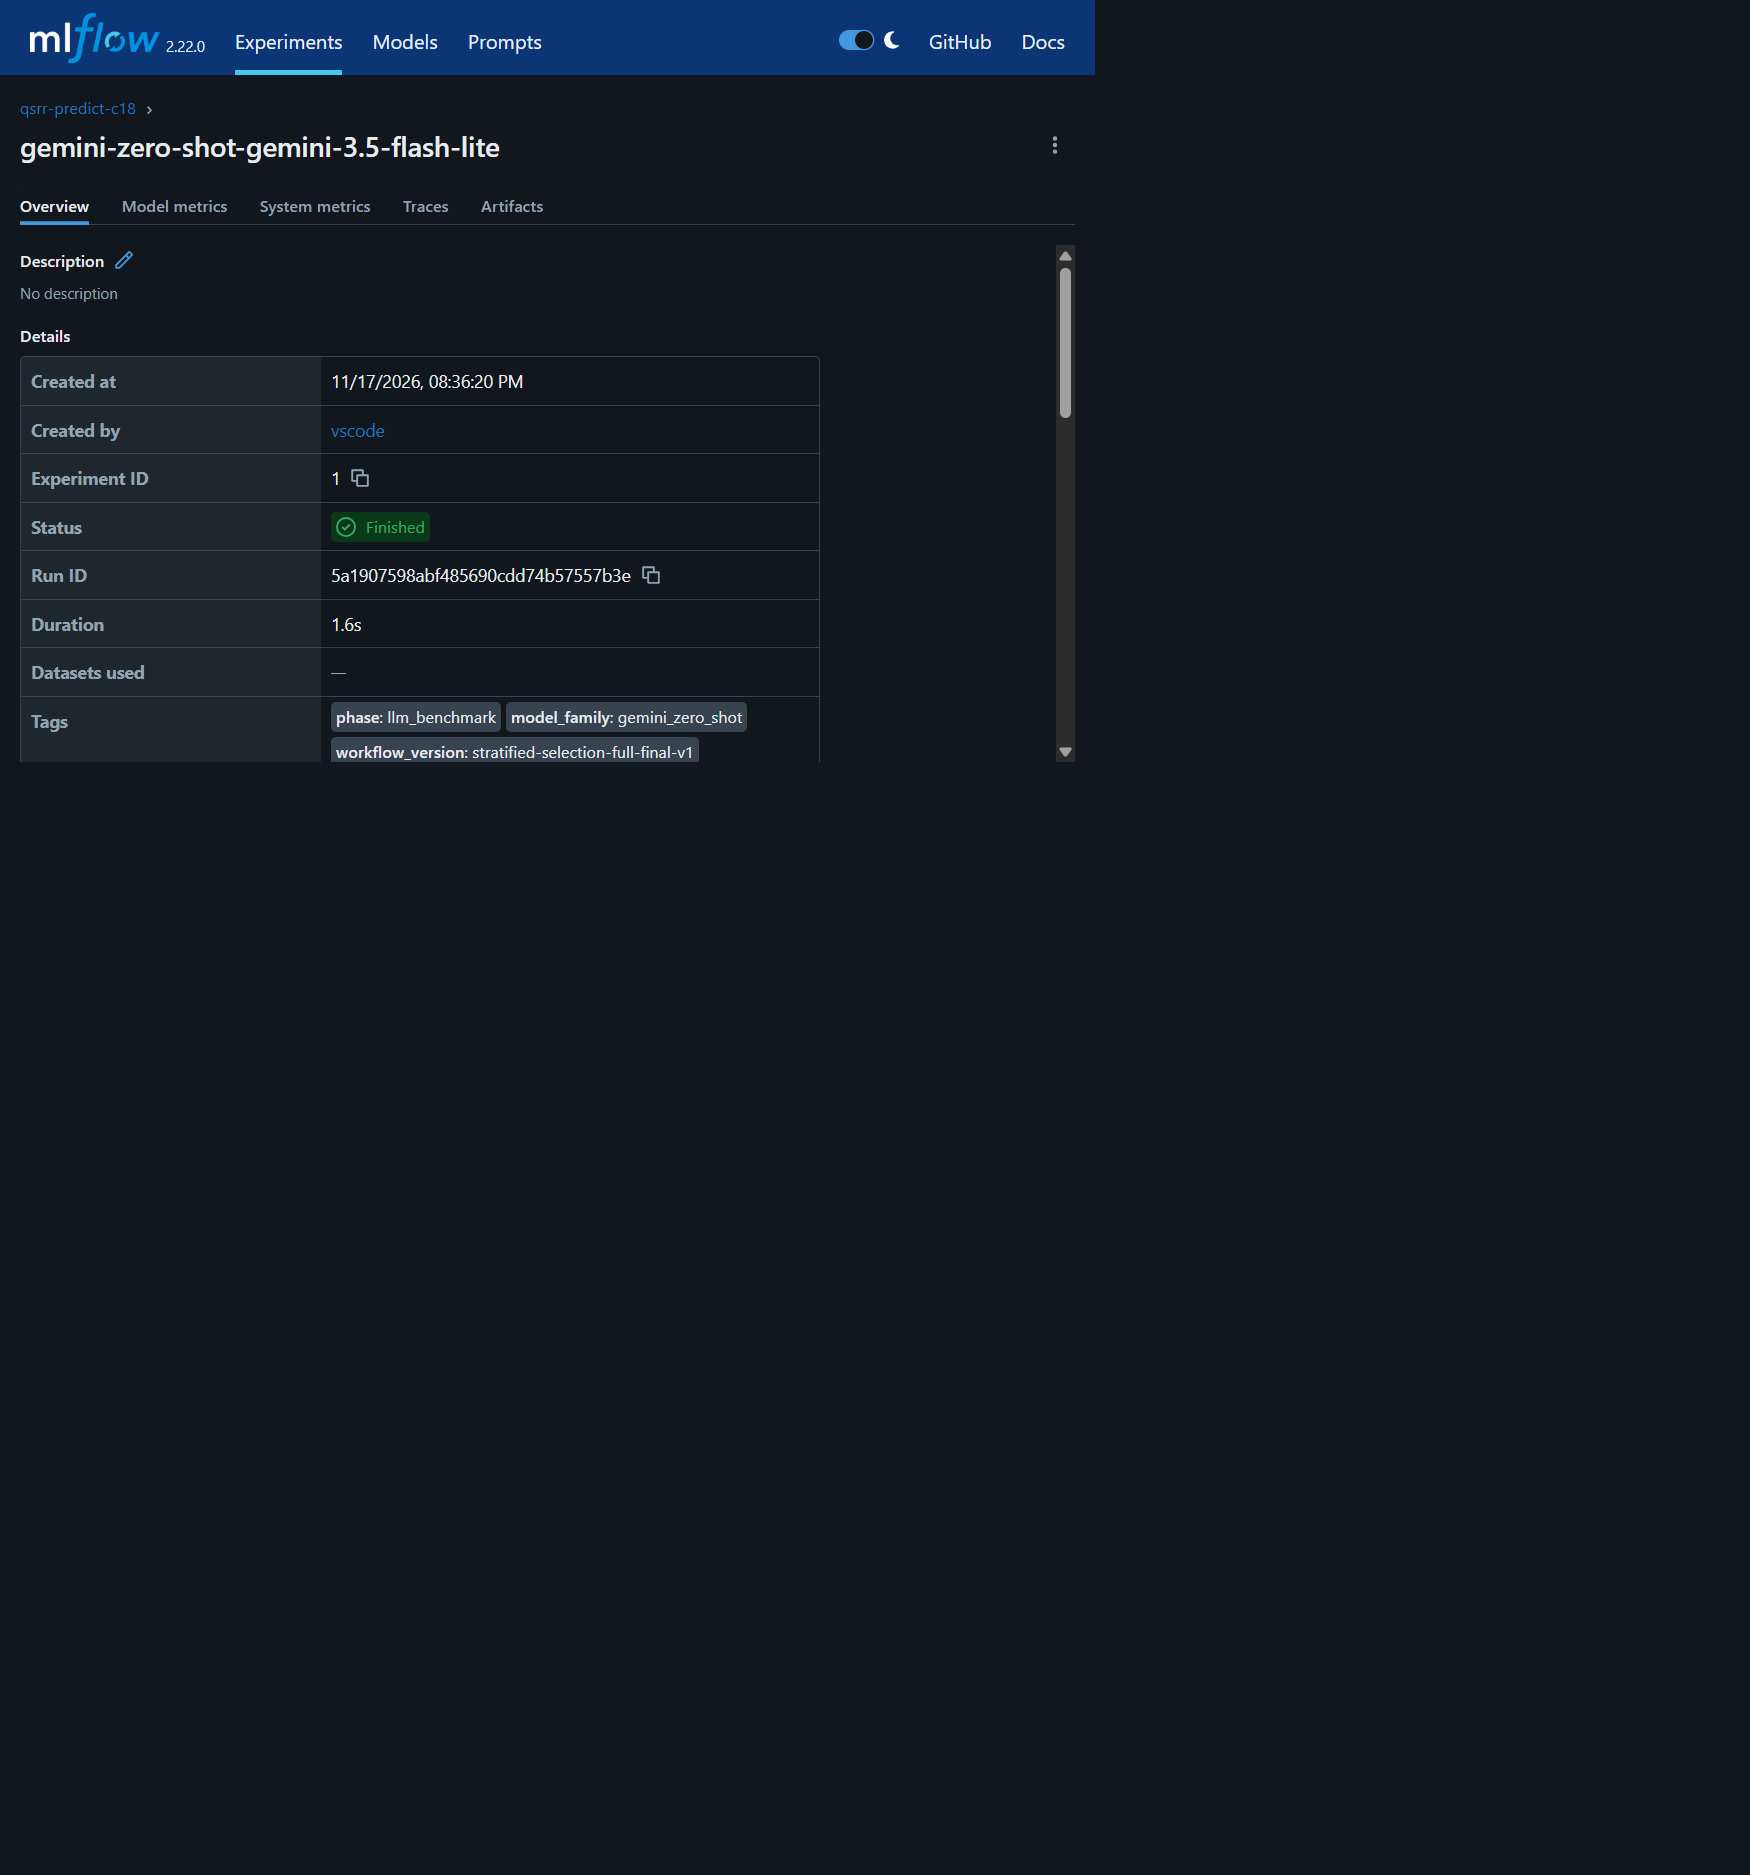 mlflow 2.22.0 Experiments Models Prompts GitHub Docs
qsrr-predict-c18 ›
gemini-zero-shot-gemini-3.5-flash-lite
Overview Model metrics System metrics Traces Artifacts
Description
No description
Details
Created at 11/17/2026, 08:36:20 PM
Created by vscode
Experiment ID 1
Status Finished
Run ID 5a1907598abf485690cdd74b57557b3e
Duration 1.6s
Datasets used —
Tags phase: llm_benchmark model_family: gemini_zero_shot
workflow_version: stratified-selection-full-final-v1